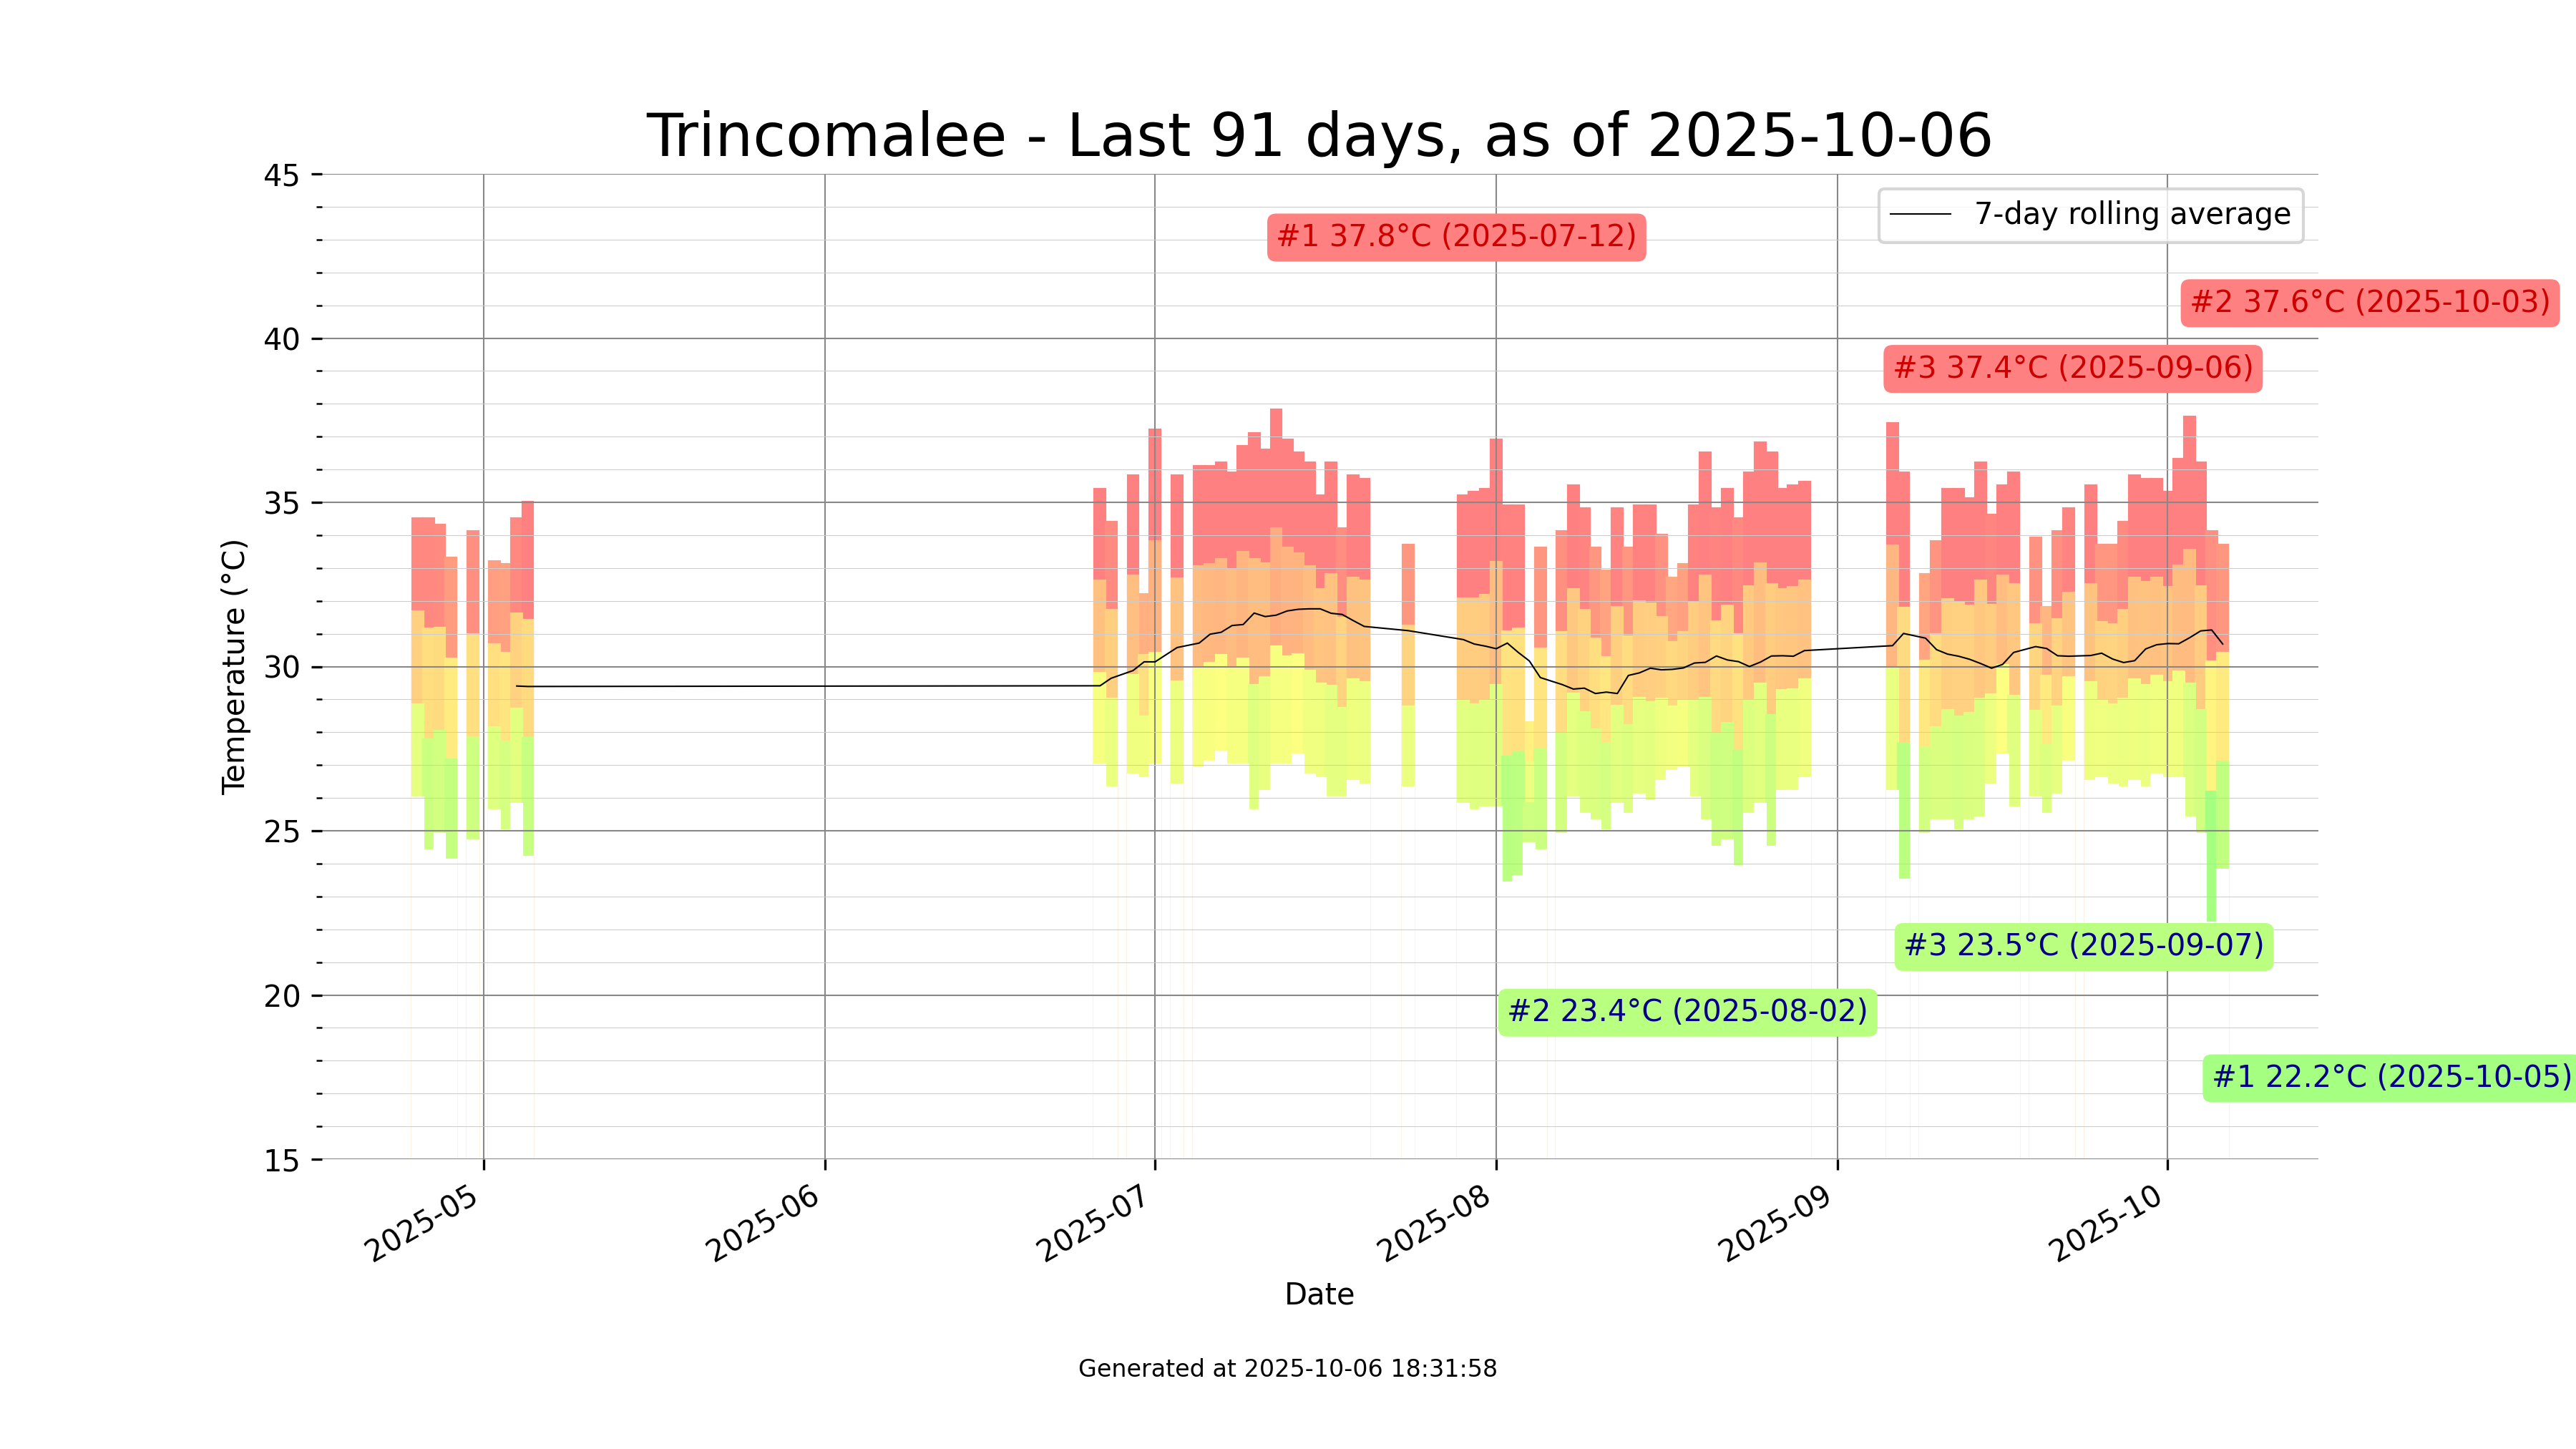 Trincomalee - Last 91 days, as of 2025-10-06
45
40
35
30
25
20
15
Temperature (°C)
7-day rolling average
#1 37.8°C (2025-07-12)
#2 37.6°C (2025-10-03)
#3 37.4°C (2025-09-06)
#3 23.5°C (2025-09-07)
#2 23.4°C (2025-08-02)
#1 22.2°C (2025-10-05)
2025-05
2025-06
2025-07
2025-08
2025-09
2025-10
Date
Generated at 2025-10-06 18:31:58